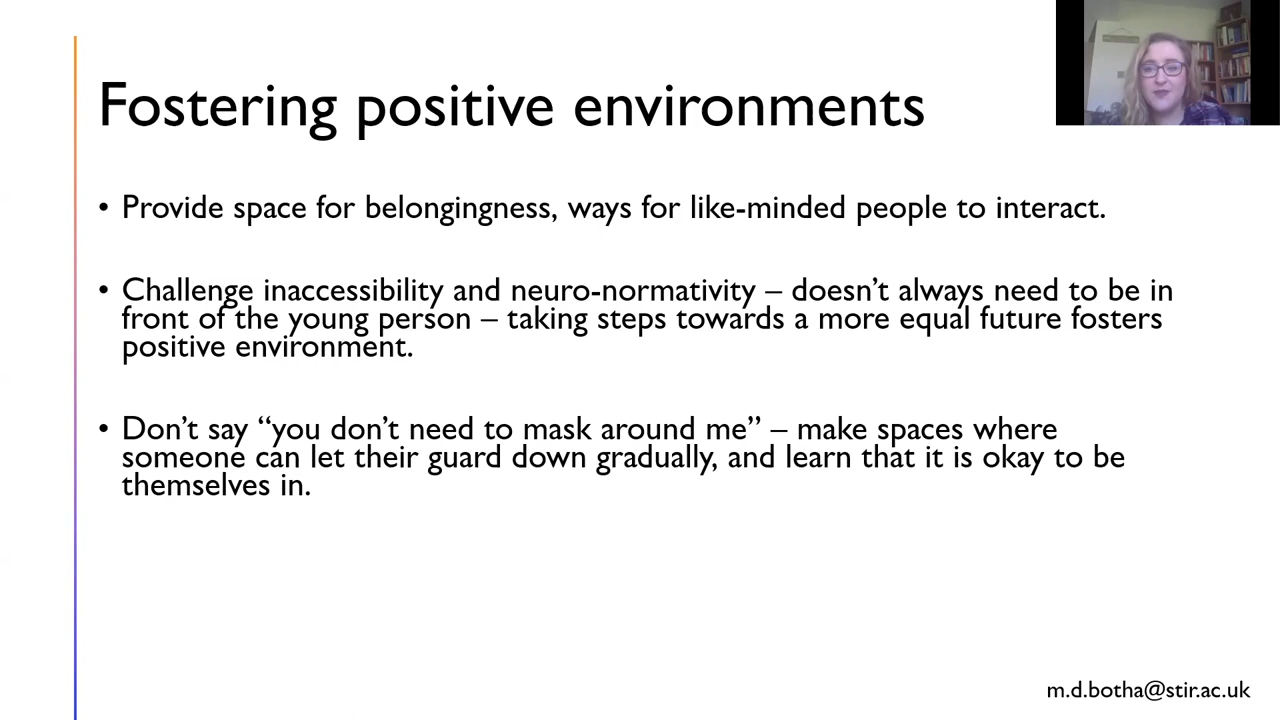 Fostering positive environments
• Provide space for belongingness, ways for like-minded people to interact.
• Challenge inaccessibility and neuro-normativity – doesn’t always need to be in
front of the young person – taking steps towards a more equal future fosters
positive environment.
• Don’t say “you don’t need to mask around me” – make spaces where
someone can let their guard down gradually, and learn that it is okay to be
themselves in.
m.d.botha@stir.ac.uk